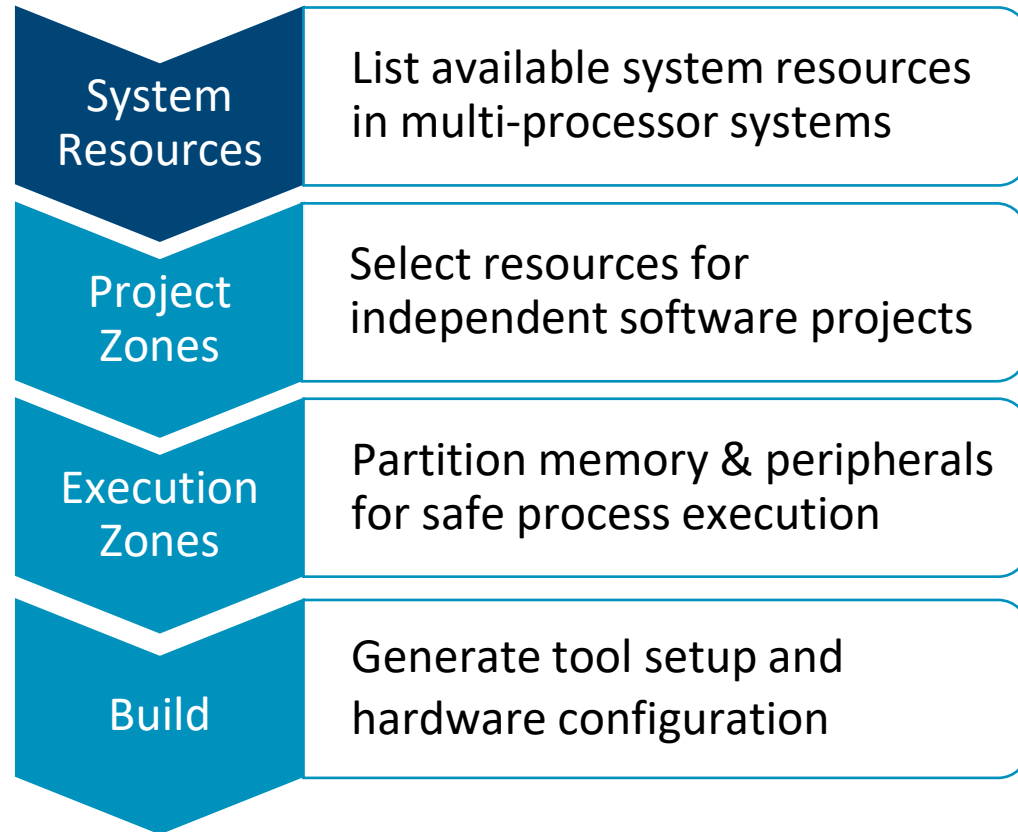 System
Resources
List available system resources
in multi-processor systems
Project
Zones
Select resources for
independent software projects
Execution
Zones
Partition memory & peripherals
for safe process execution
Build
Generate tool setup and
hardware configuration